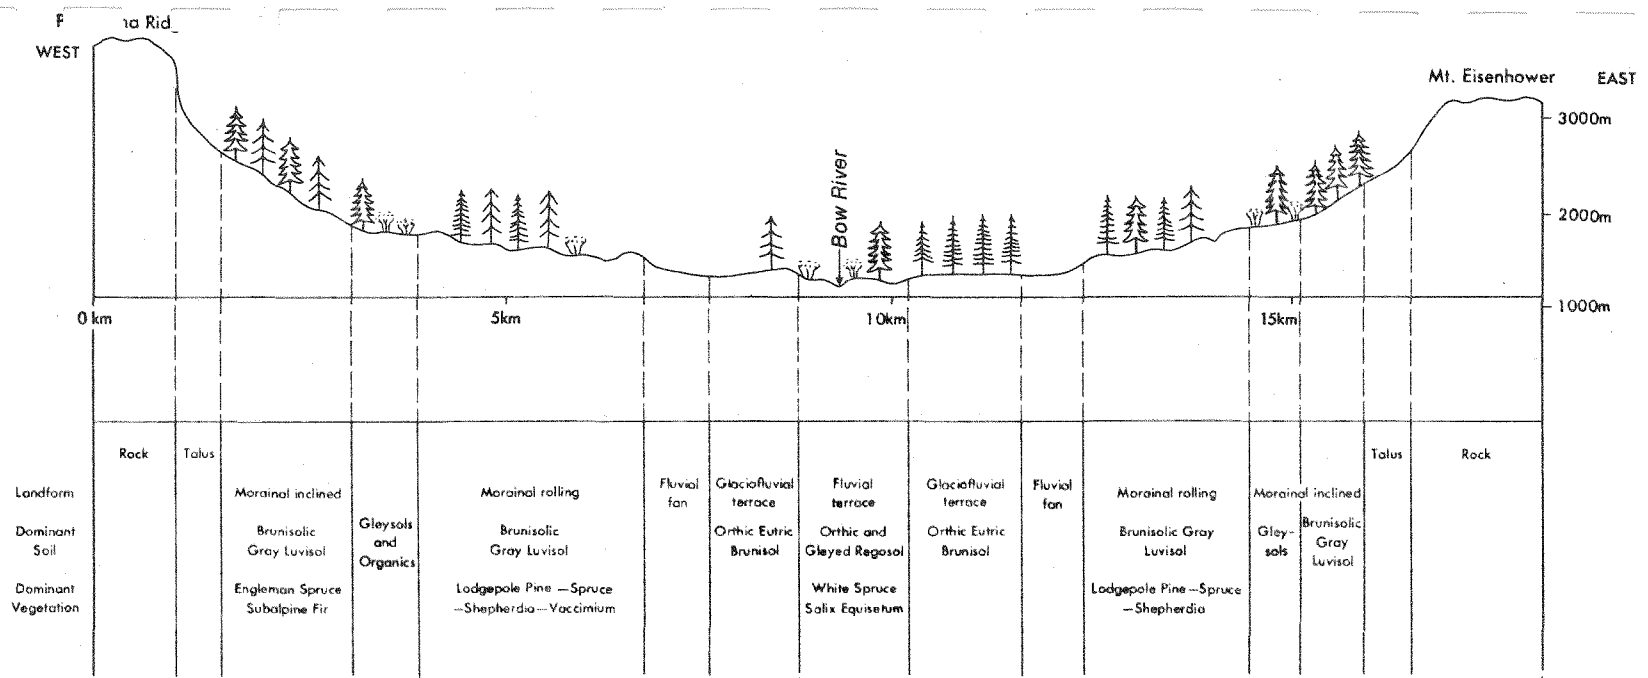 WEST
Mt. Eisenhower
EAST
3000m
2000m
1000m
Bow River
0 km
5km
10km
15km
Rock
Talus
Talus
Rock
Landform
Morainal inclined
Morainal rolling
Fluvial
fan
Glaciofluvial
terrace
Fluvial
terrace
Glaciofluvial
terrace
Fluvial
fan
Morainal rolling
Morainal inclined
Dominant
Soil
Brunisolic
Gray Luvisol
Gleysols
and
Organics
Brunisolic
Gray Luvisol
Orthic Eutric
Brunisol
Orthic and
Gleyed Regosol
Orthic Eutric
Brunisol
Brunisolic Gray
Luvisol
Gley-
sols
Brunisolic
Gray
Luvisol
Dominant
Vegetation
Engleman Spruce
Subalpine Fir
Lodgepole Pine —Spruce
—Shepherdia—Vaccimium
White Spruce
Salix Equisetum
Lodgepole Pine—Spruce
—Shepherdia